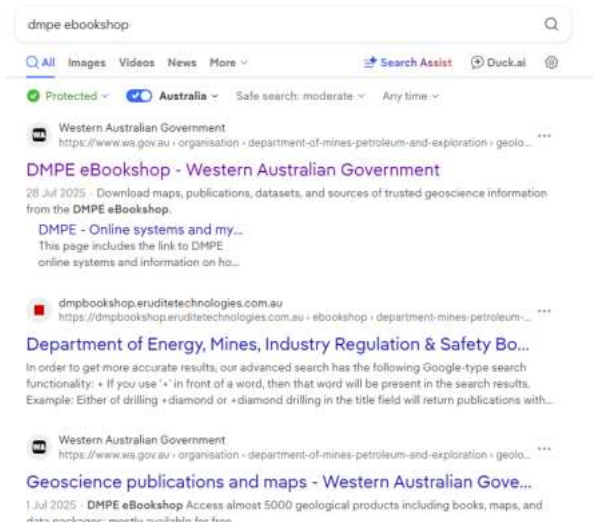 dmpe ebookshop
All Images Videos News More Search Assist Duck.ai
Protected Australia Safe search: moderate Any time
WA Western Australian Government
https://www.wa.gov.au › organisation › department-of-mines-petroleum-and-exploration › geolo...
DMPE eBookshop - Western Australian Government
28 Jul 2025 · Download maps, publications, datasets, and sources of trusted geoscience information
from the DMPE eBookshop.
DMPE - Online systems and my...
This page includes the link to DMPE
online systems and information on ho...
dmpbookshop.eruditetechnologies.com.au
https://dmpbookshop.eruditetechnologies.com.au › ebookshop › department-mines-petroleum-...
Department of Energy, Mines, Industry Regulation & Safety Bo...
In order to get more accurate results, our advanced search has the following Google-type search
functionality: + If you use '+' in front of a word, then that word will be present in the search results.
Example: Either of drilling +diamond or +diamond drilling in the title field will return publications with...
WA Western Australian Government
https://www.wa.gov.au › organisation › department-of-mines-petroleum-and-exploration › geolo...
Geoscience publications and maps - Western Australian Gove...
1 Jul 2025 · DMPE eBookshop Access almost 5000 geological products including books, maps, and
data packages; mostly available for free.